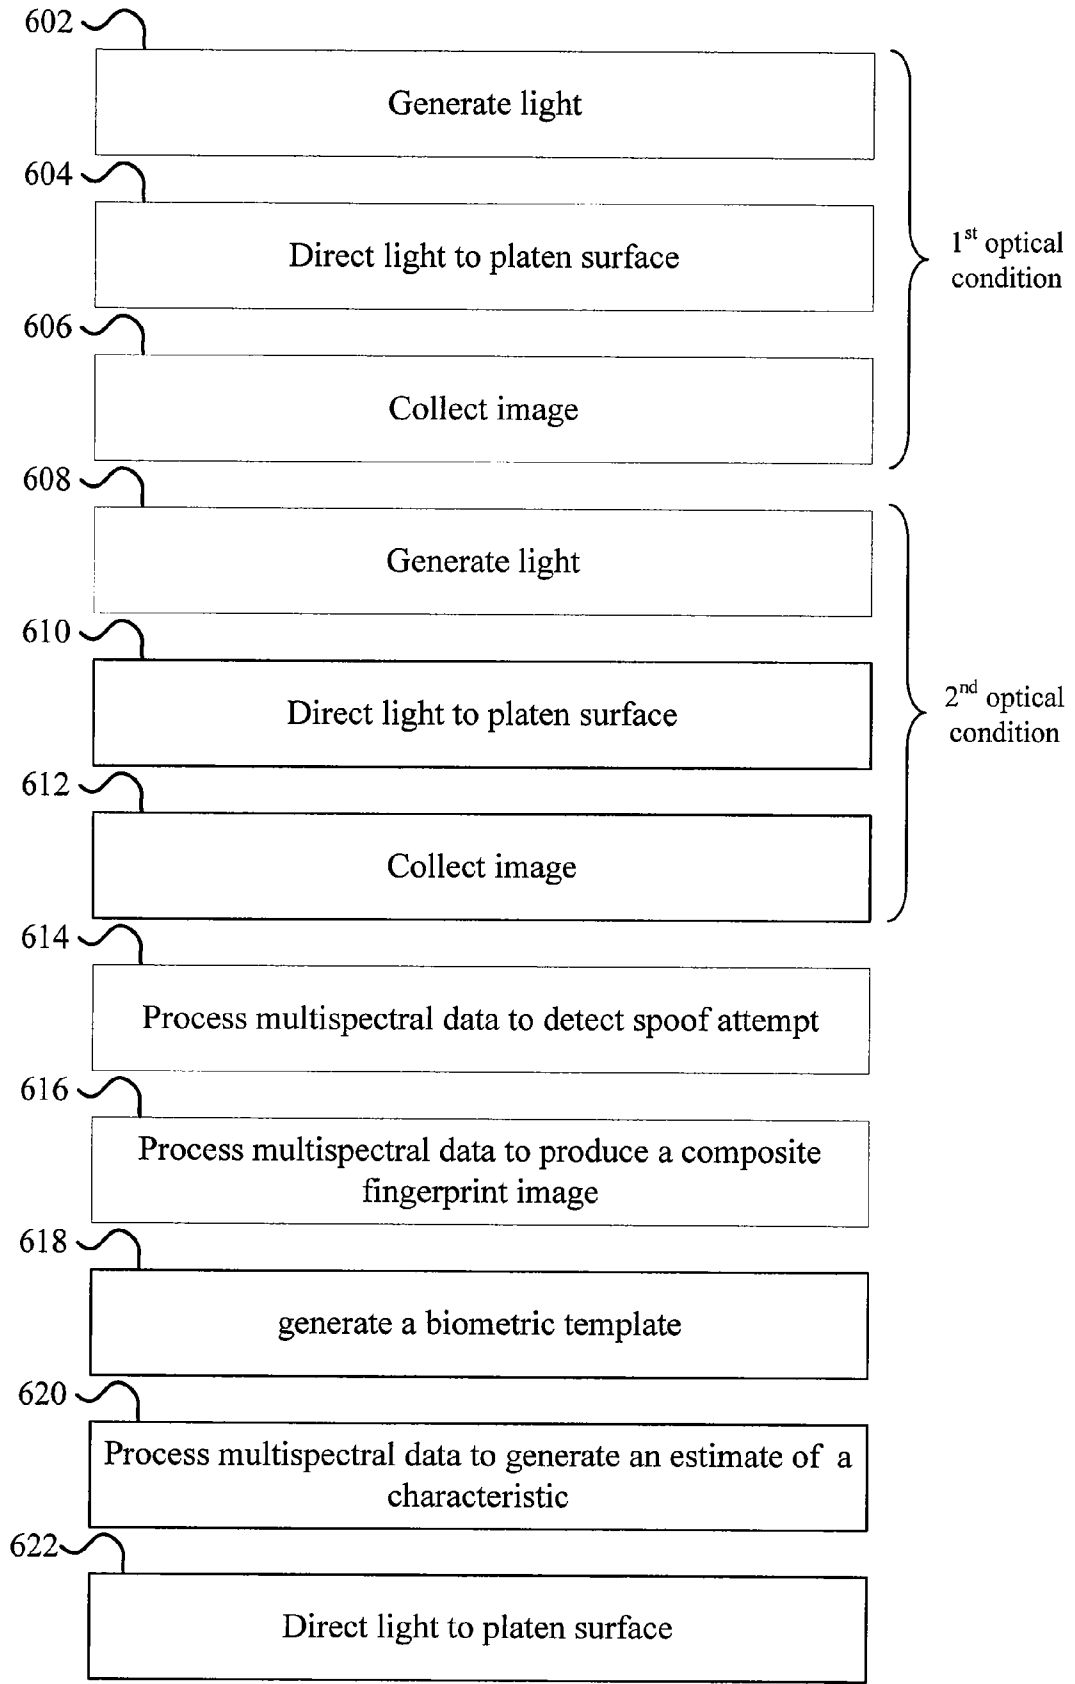 602
Generate light
604
Direct light to platen surface
1st optical
condition
606
Collect image
608
Generate light
610
Direct light to platen surface
2nd optical
condition
612
Collect image
614
Process multispectral data to detect spoof attempt
616
Process multispectral data to produce a composite
fingerprint image
618
generate a biometric template
620
Process multispectral data to generate an estimate of a
characteristic
622
Direct light to platen surface